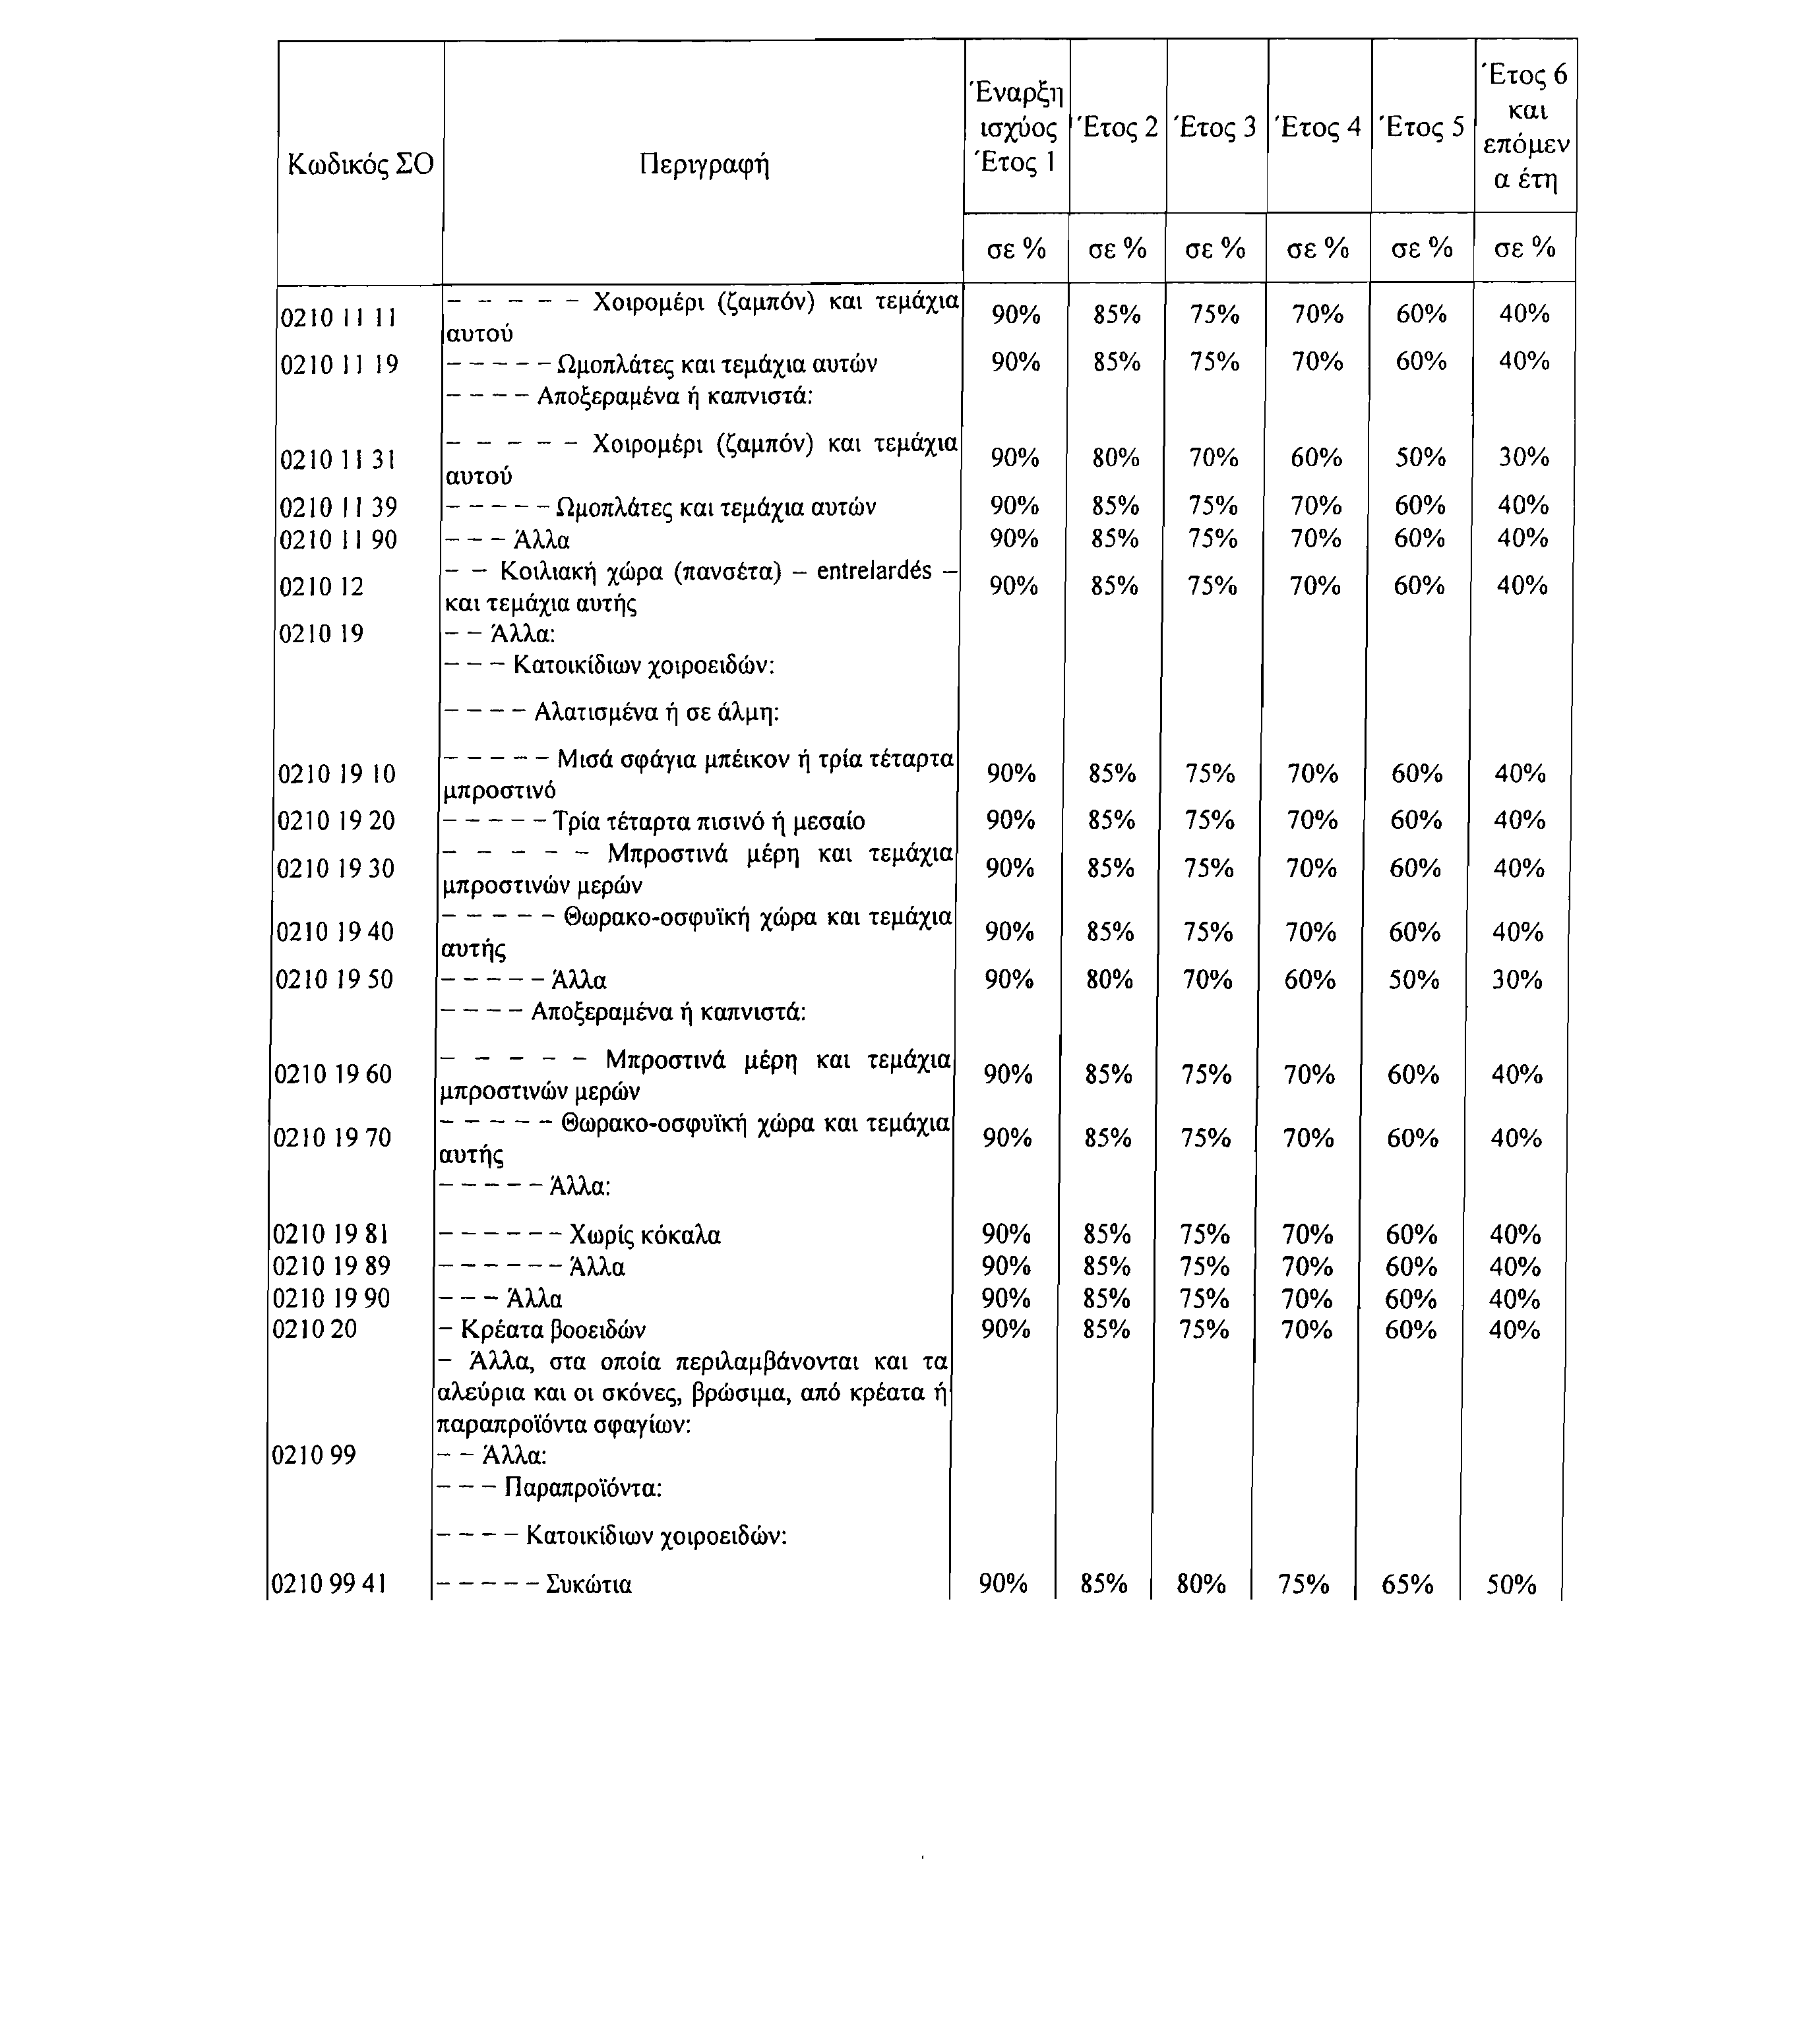 Κωδικός ΣΟ Περιγραφή Έναρξη ισχύος Έτος 1 Έτος 2 Έτος 3 Έτος 4 Έτος 5 Έτος 6 και επόμεν α έτη
σε % σε % σε % σε % σε % σε %
0210 11 11 – – – – – Χοιρομέρι (ζαμπόν) και τεμάχια αυτού 90% 85% 75% 70% 60% 40%
0210 11 19 – – – – – Ωμοπλάτες και τεμάχια αυτών 90% 85% 75% 70% 60% 40%
– – – – Αποξεραμένα ή καπνιστά:
0210 11 31 – – – – – Χοιρομέρι (ζαμπόν) και τεμάχια αυτού 90% 80% 70% 60% 50% 30%
0210 11 39 – – – – – Ωμοπλάτες και τεμάχια αυτών 90% 85% 75% 70% 60% 40%
0210 11 90 – – – Άλλα 90% 85% 75% 70% 60% 40%
0210 12 – – Κοιλιακή χώρα (πανσέτα) – entrelardés – και τεμάχια αυτής 90% 85% 75% 70% 60% 40%
0210 19 – – Άλλα:
– – – Κατοικίδιων χοιροειδών:
– – – – Αλατισμένα ή σε άλμη:
0210 19 10 – – – – – Μισά σφάγια μπέικον ή τρία τέταρτα μπροστινό 90% 85% 75% 70% 60% 40%
0210 19 20 – – – – – Τρία τέταρτα πισινό ή μεσαίο 90% 85% 75% 70% 60% 40%
0210 19 30 – – – – – Μπροστινά μέρη και τεμάχια μπροστινών μερών 90% 85% 75% 70% 60% 40%
0210 19 40 – – – – – Θωρακο-οσφυϊκή χώρα και τεμάχια αυτής 90% 85% 75% 70% 60% 40%
0210 19 50 – – – – – Άλλα 90% 80% 70% 60% 50% 30%
– – – – Αποξεραμένα ή καπνιστά:
0210 19 60 – – – – – Μπροστινά μέρη και τεμάχια μπροστινών μερών 90% 85% 75% 70% 60% 40%
0210 19 70 – – – – – Θωρακο-οσφυϊκή χώρα και τεμάχια αυτής 90% 85% 75% 70% 60% 40%
– – – – – Άλλα:
0210 19 81 – – – – – – Χωρίς κόκαλα 90% 85% 75% 70% 60% 40%
0210 19 89 – – – – – – Άλλα 90% 85% 75% 70% 60% 40%
0210 19 90 – – – Άλλα 90% 85% 75% 70% 60% 40%
0210 20 – Κρέατα βοοειδών 90% 85% 75% 70% 60% 40%
– Άλλα, στα οποία περιλαμβάνονται και τα
αλεύρια και οι σκόνες, βρώσιμα, από κρέατα ή
παραπροϊόντα σφαγίων:
0210 99 – – Άλλα:
– – – Παραπροϊόντα:
– – – – Κατοικίδιων χοιροειδών:
0210 99 41 – – – – – Συκώτια 90% 85% 80% 75% 65% 50%